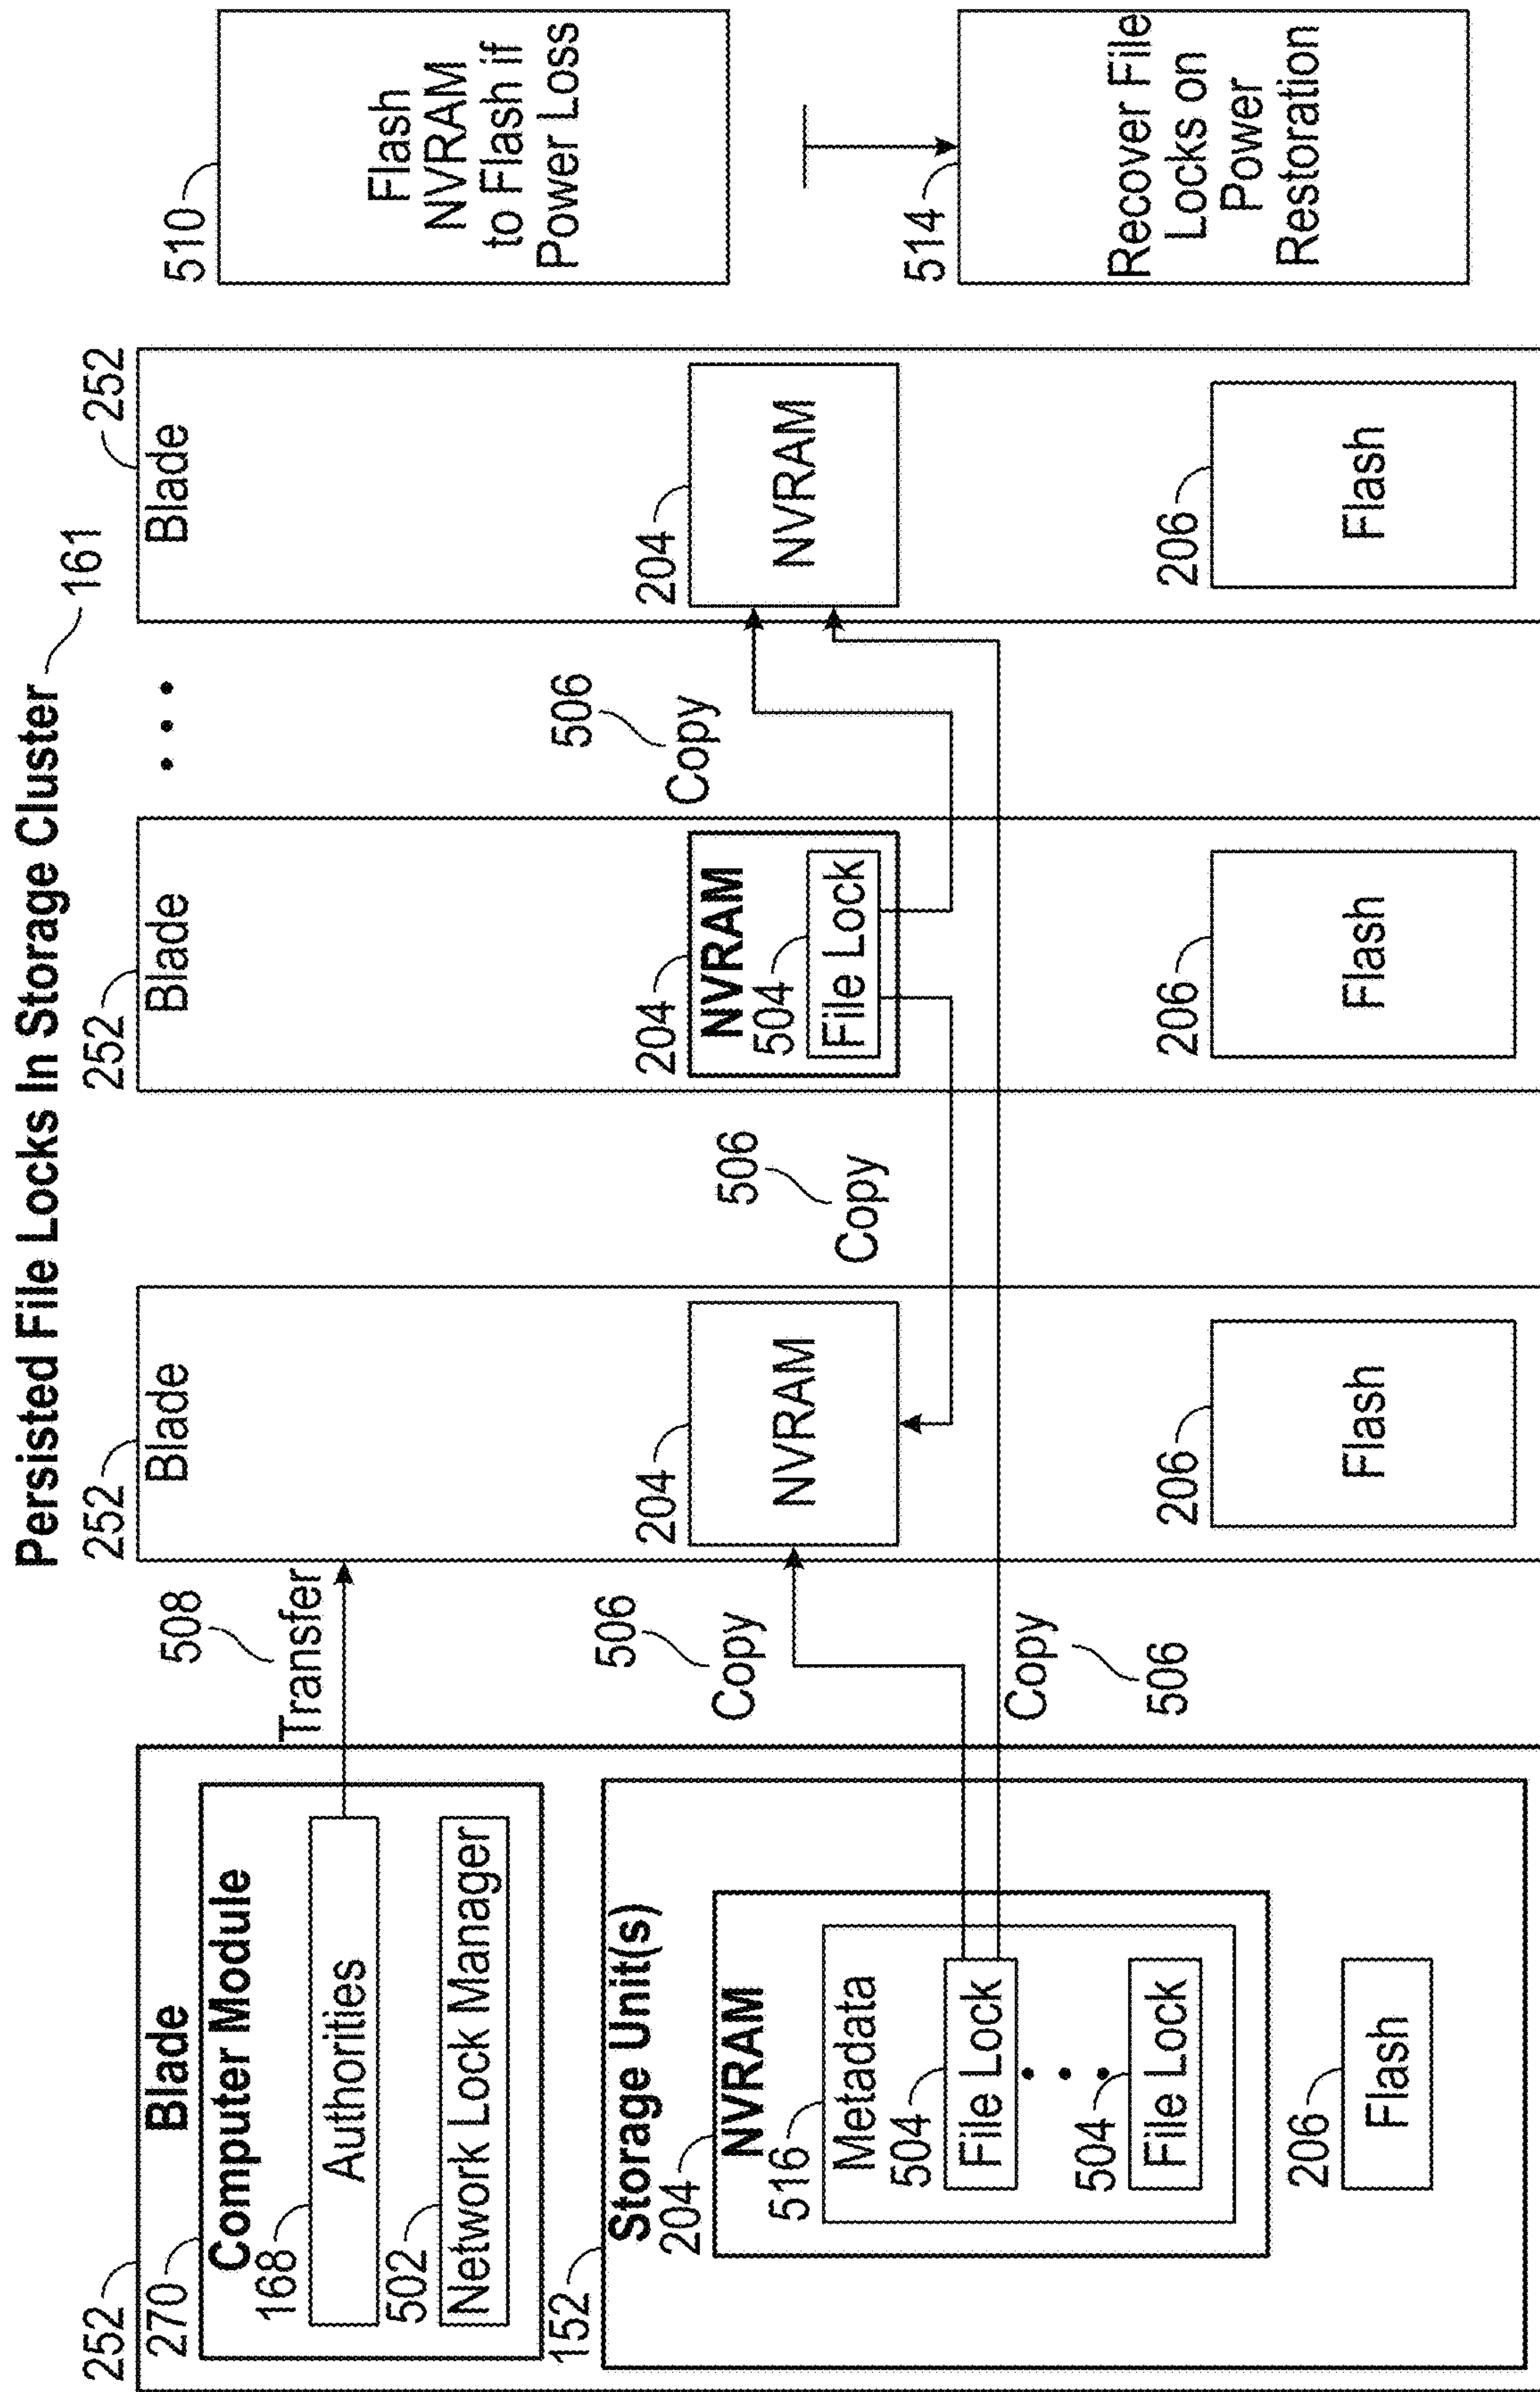 Persisted File Locks In Storage Cluster
161
252
Blade
270
Computer Module
168
Authorities
502
Network Lock Manager
152
Storage Unit(s)
204
NVRAM
516
Metadata
504
File Lock
504
File Lock
206
Flash
508
Transfer
506
Copy
Copy
506
252
Blade
204
NVRAM
206
Flash
506
Copy
252
Blade
204
NVRAM
504
File Lock
206
Flash
506
Copy
252
Blade
204
NVRAM
206
Flash
510
Flash
NVRAM
to Flash if
Power Loss
514
Recover File
Locks on
Power
Restoration